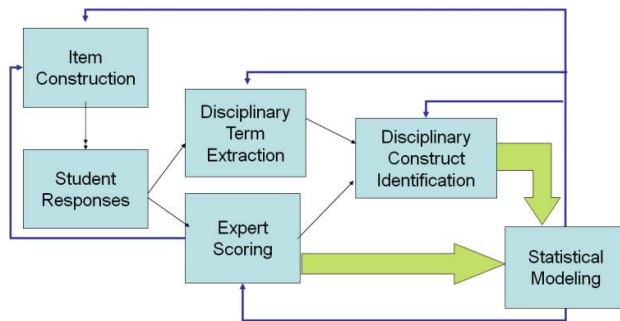 Item
Construction
Student
Responses
Disciplinary
Term
Extraction
Expert
Scoring
Disciplinary
Construct
Identification
Statistical
Modeling